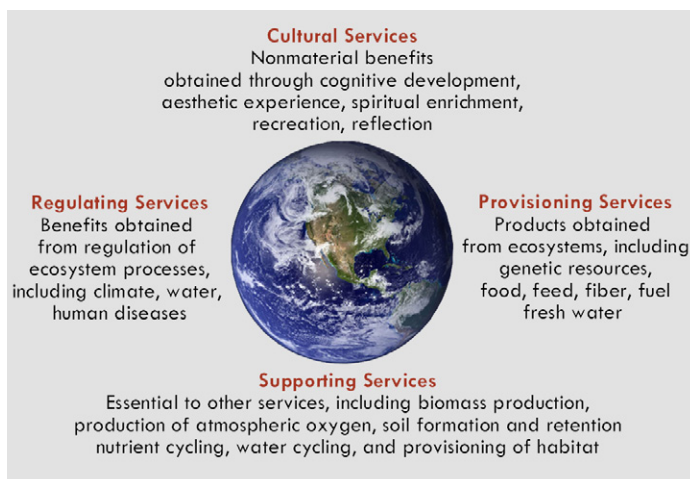 Cultural Services
Nonmaterial benefits
obtained through cognitive development,
aesthetic experience, spiritual enrichment,
recreation, reflection
Regulating Services
Benefits obtained
from regulation of
ecosystem processes,
including climate, water,
human diseases
Provisioning Services
Products obtained
from ecosystems, including
genetic resources,
food, feed, fiber, fuel
fresh water
Supporting Services
Essential to other services, including biomass production,
production of atmospheric oxygen, soil formation and retention
nutrient cycling, water cycling, and provisioning of habitat